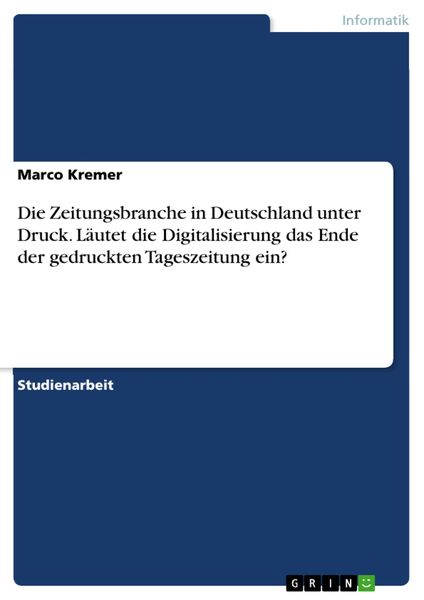 Informatik
Marco Kremer
Die Zeitungsbranche in Deutschland unter
Druck. Läutet die Digitalisierung das Ende
der gedruckten Tageszeitung ein?
Studienarbeit
GRIN